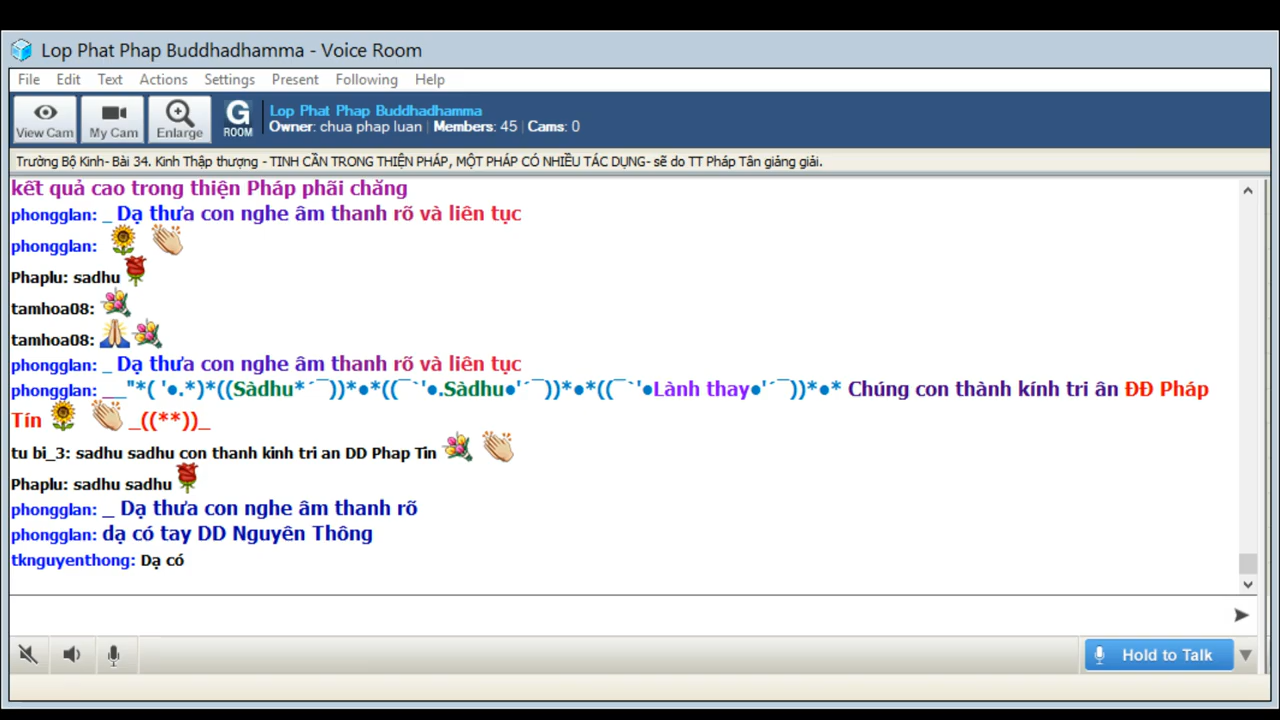 Lop Phat Phap Buddhadhamma - Voice Room
File Edit Text Actions Settings Present Following Help
View Cam My Cam Enlarge G ROOM
Lop Phat Phap Buddhadhamma
Owner: chua phap luan | Members: 45 | Cams: 0
Trường Bộ Kinh- Bài 34. Kinh Thập thượng - TINH CẦN TRONG THIỆN PHÁP, MỘT PHÁP CÓ NHIỀU TÁC DỤNG- sẽ do TT Pháp Tân giảng giải.
kết quả cao trong thiện Pháp phãi chăng
phongglan: _ Dạ thưa con nghe âm thanh rõ và liên tục
phongglan: 🌻 👏
Phaplu: sadhu🌹
tamhoa08: 💐
tamhoa08: 🙏💐
phongglan: _ Dạ thưa con nghe âm thanh rõ và liên tục
phongglan: __"*( '●.*)*((Sàdhu*´¯))*●*((¯`'●.Sàdhu●'´¯))*●*((¯`'●Lành thay●'´¯))*●* Chúng con thành kính tri ân ĐĐ Pháp
Tín 🌻 👏 _((**))_
tu bi_3: sadhu sadhu con thanh kinh tri an DD Phap Tin 💐 👏
Phaplu: sadhu sadhu 🌹
phongglan: _ Dạ thưa con nghe âm thanh rõ
phongglan: dạ có tay DD Nguyên Thông
tknguyenthong: Dạ có
Hold to Talk